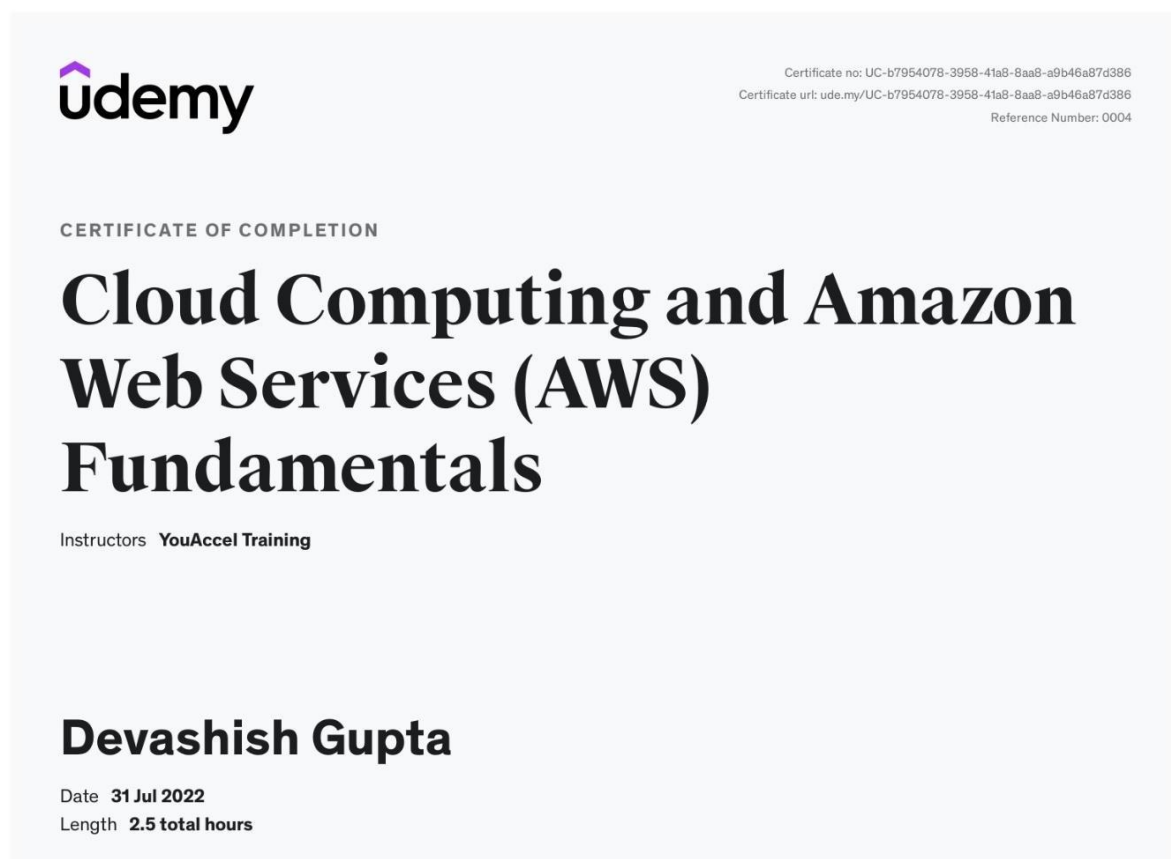 udemy
Certificate no: UC-b7954078-3958-41a8-8aa8-a9b46a87d386
Certificate url: ude.my/UC-b7954078-3958-41a8-8aa8-a9b46a87d386
Reference Number: 0004
CERTIFICATE OF COMPLETION
Cloud Computing and Amazon
Web Services (AWS)
Fundamentals
Instructors YouAccel Training
Devashish Gupta
Date 31 Jul 2022
Length 2.5 total hours